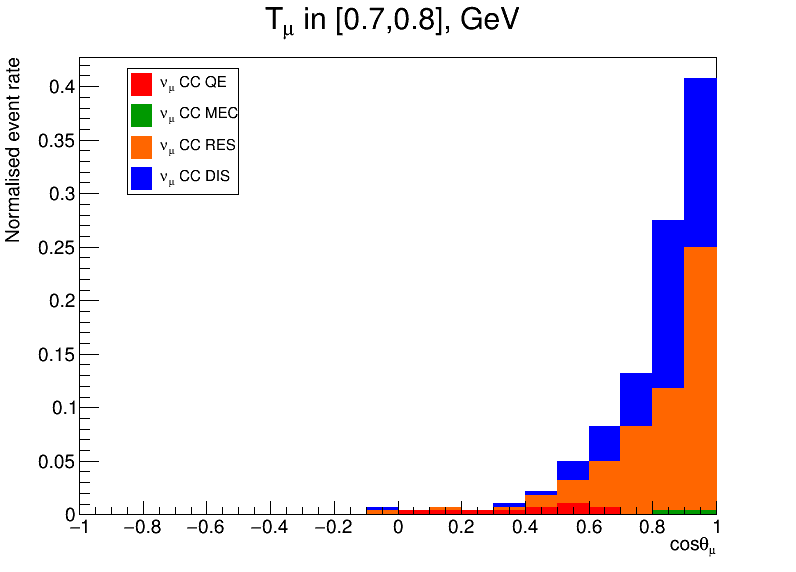 Tμ in [0.7,0.8], GeV
Normalised event rate
νμ CC QE
νμ CC MEC
νμ CC RES
νμ CC DIS
0.4
0.35
0.3
0.25
0.2
0.15
0.1
0.05
0
−1 −0.8 −0.6 −0.4 −0.2 0 0.2 0.4 0.6 0.8 1
cosθμ